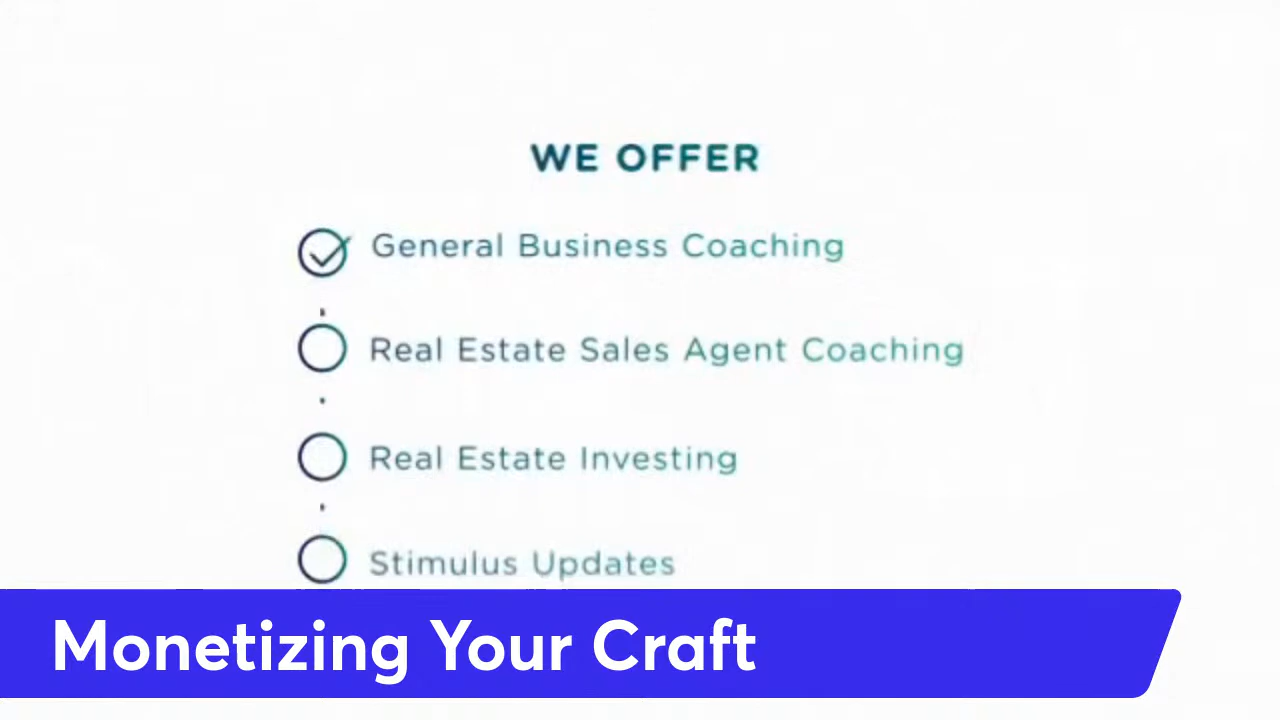 WE OFFER
General Business Coaching
Real Estate Sales Agent Coaching
Real Estate Investing
Stimulus Updates
Monetizing Your Craft